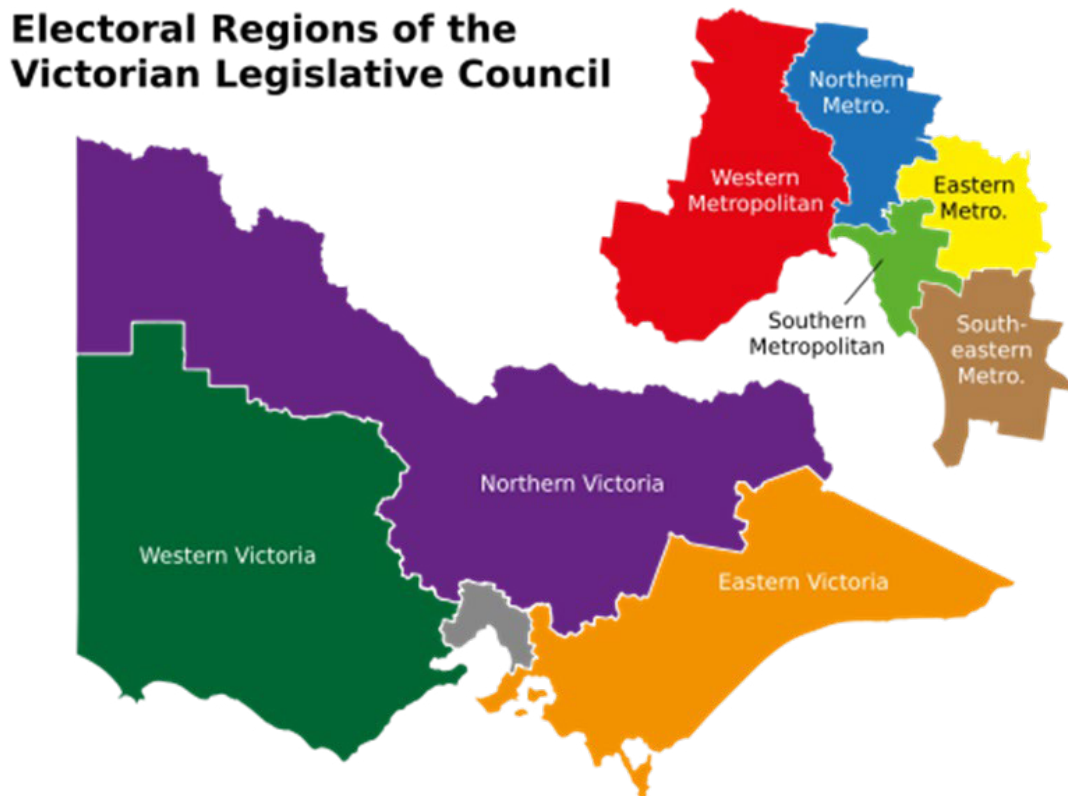 Electoral Regions of the
Victorian Legislative Council
Northern
Metro.
Western
Metropolitan
Eastern
Metro.
Southern
Metropolitan
South-
eastern
Metro.
Northern Victoria
Western Victoria
Eastern Victoria